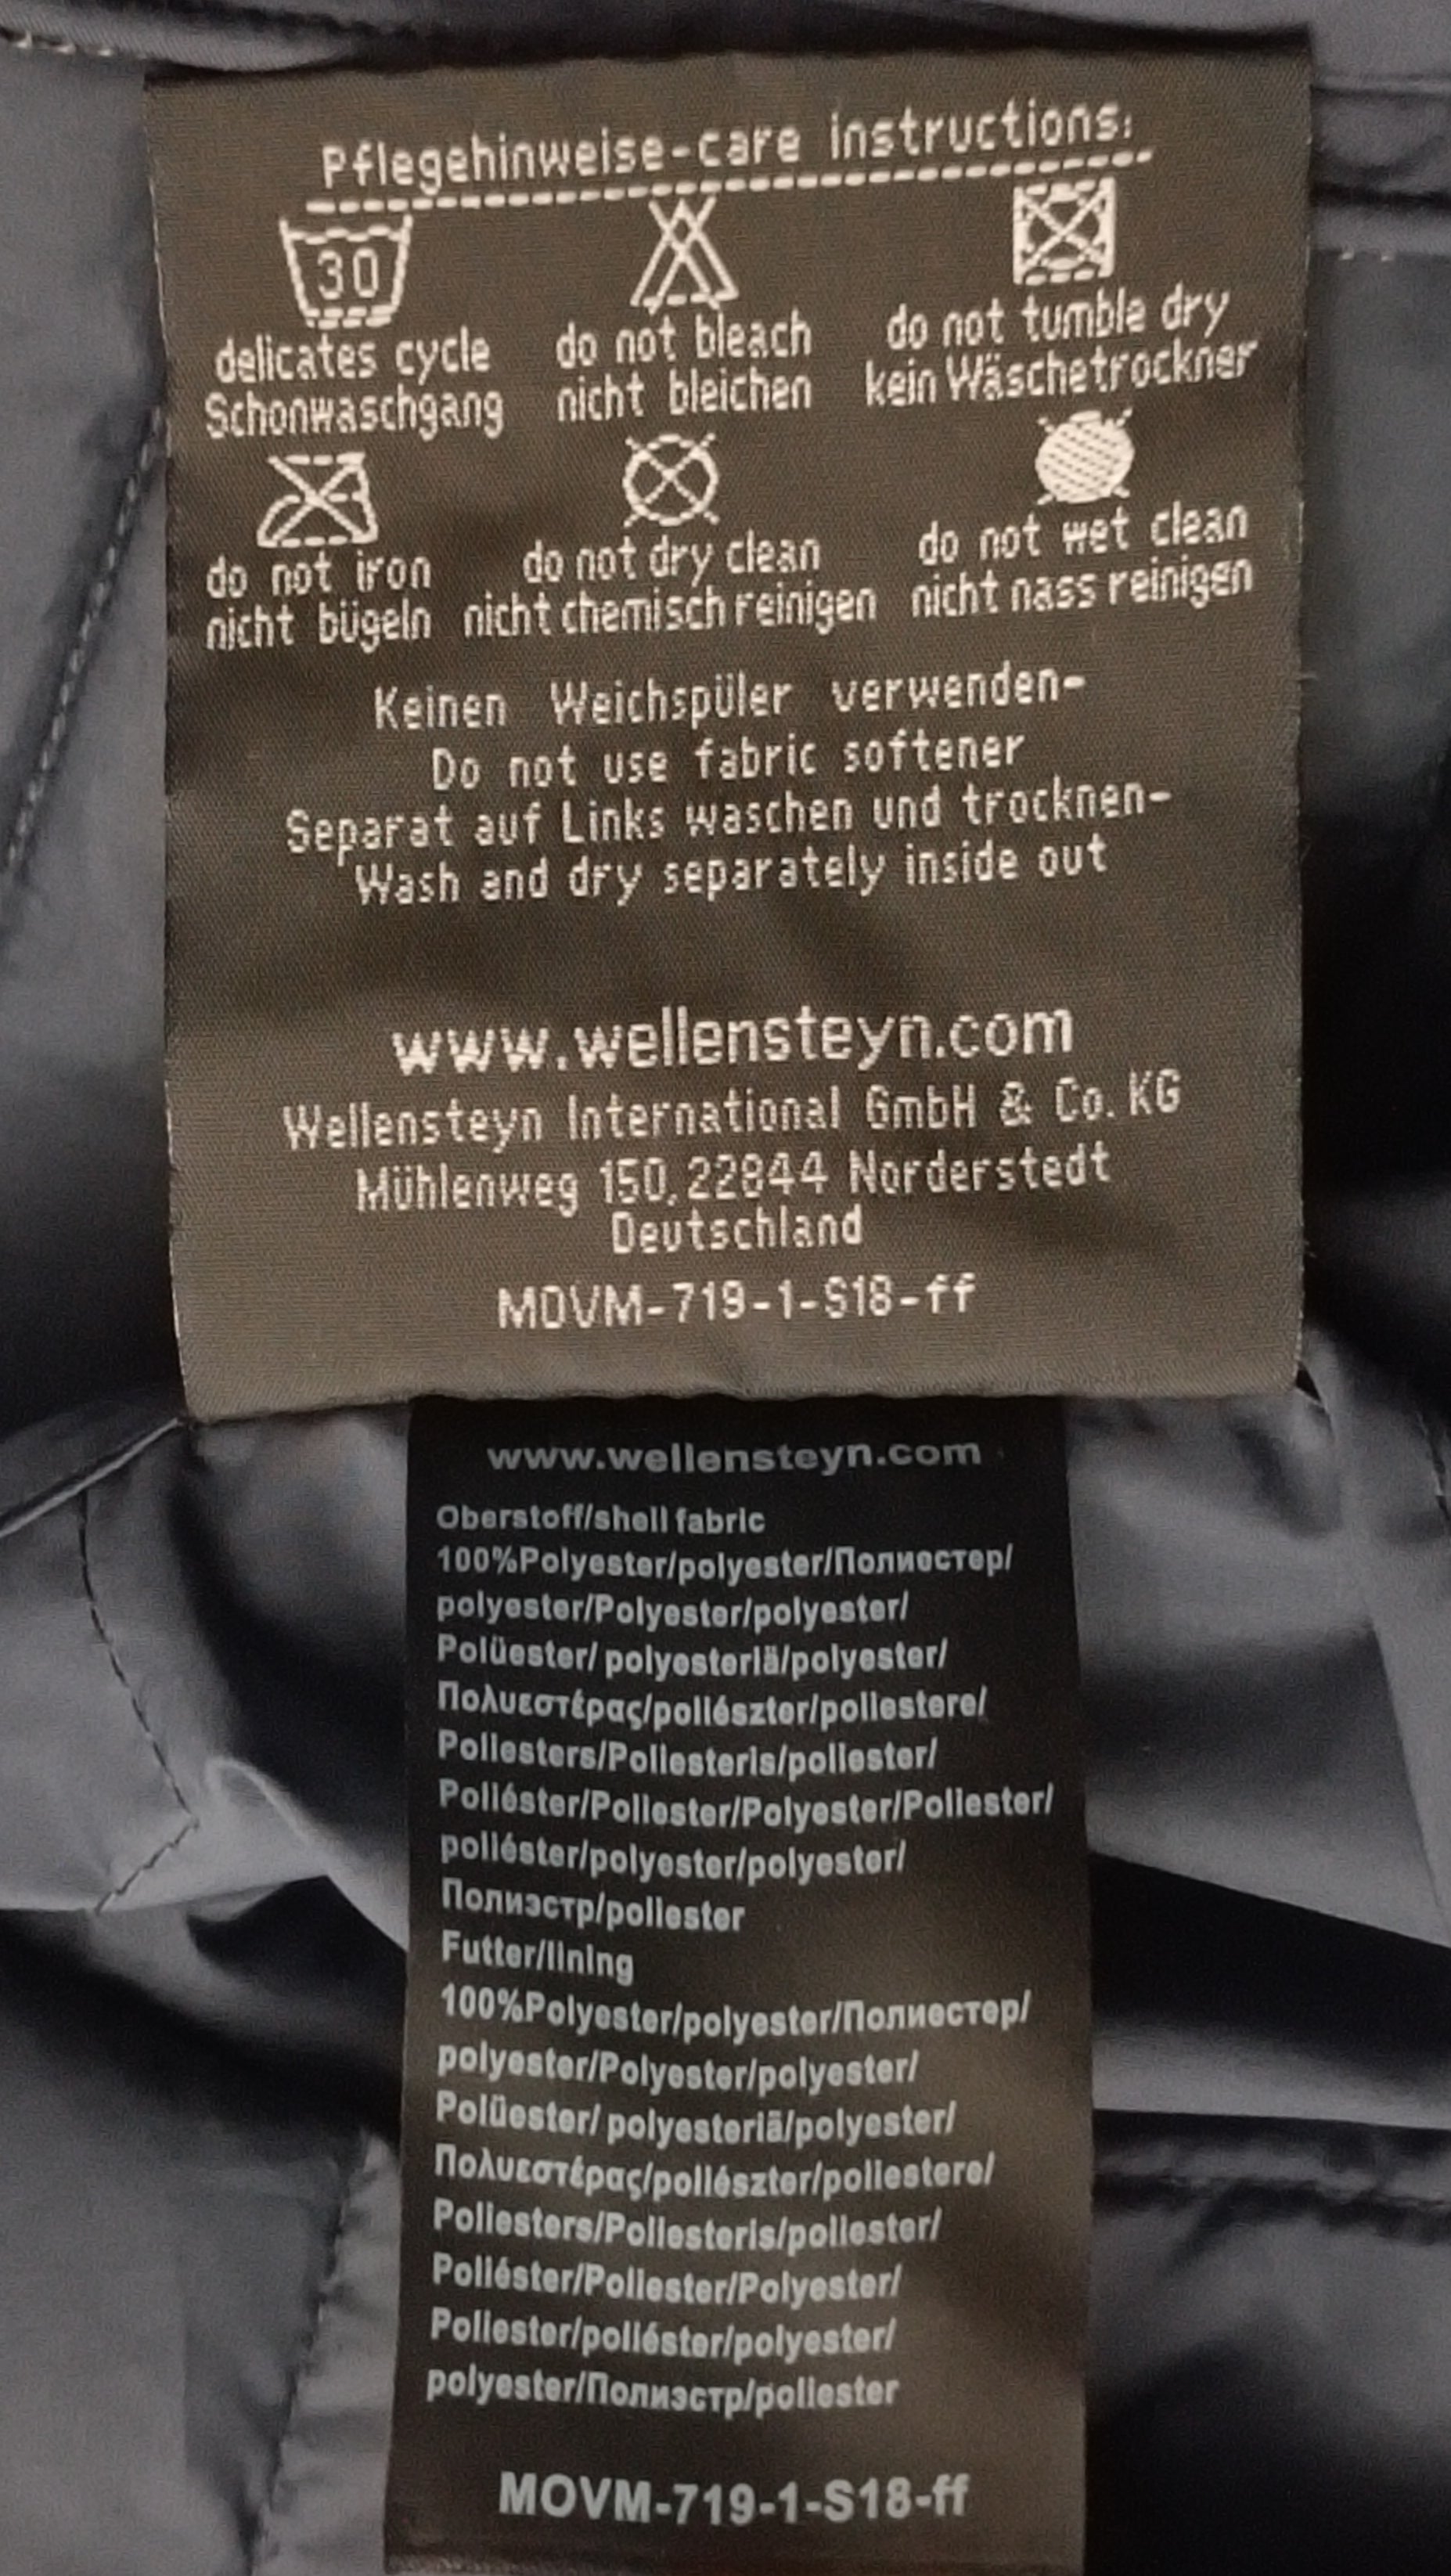 Pflegehinweise-care instructions:
30
delicates cycle do not bleach do not tumble dry
Schonwaschgang nicht bleichen kein Wäschetrockner
do not iron do not dry clean do not wet clean
nicht bügeln nicht chemisch reinigen nicht nass reinigen
Keinen Weichspüler verwenden-
Do not use fabric softener
Separat auf Links waschen und trocknen-
Wash and dry separately inside out
www.wellensteyn.com
Wellensteyn International GmbH & Co. KG
Mühlenweg 150, 22844 Norderstedt
Deutschland
MOVM-719-1-S18-ff
www.wellensteyn.com
Oberstoff/shell fabric
100%Polyester/polyester/Полиестер/
polyester/Polyester/polyester/
Polüester/ polyesteriä/polyester/
Πολυεστέρας/poliészter/poliestere/
Poliesters/Poliesteris/poliester/
Poliéster/Poliester/Polyester/Poliester/
poliéster/polyester/polyester/
Полиэстр/poliester
Futter/lining
100%Polyester/polyester/Полиестер/
polyester/Polyester/polyester/
Polüester/ polyesteriä/polyester/
Πολυεστέρας/poliészter/poliestere/
Poliesters/Poliesteris/poliester/
Poliéster/Poliester/Polyester/
Poliester/poliéster/polyester/
polyester/Полиэстр/poliester
MOVM-719-1-S18-ff